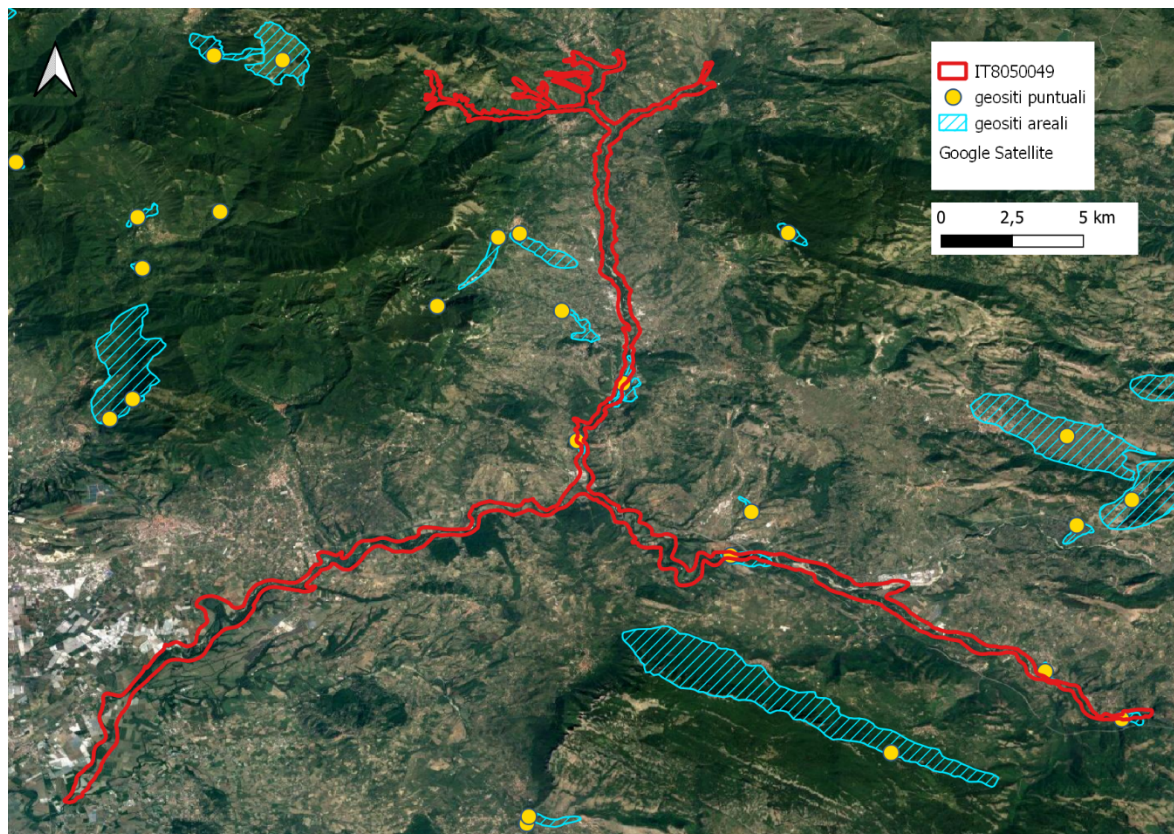 IT8050049
geositi puntuali
geositi areali
Google Satellite
0 2,5 5 km